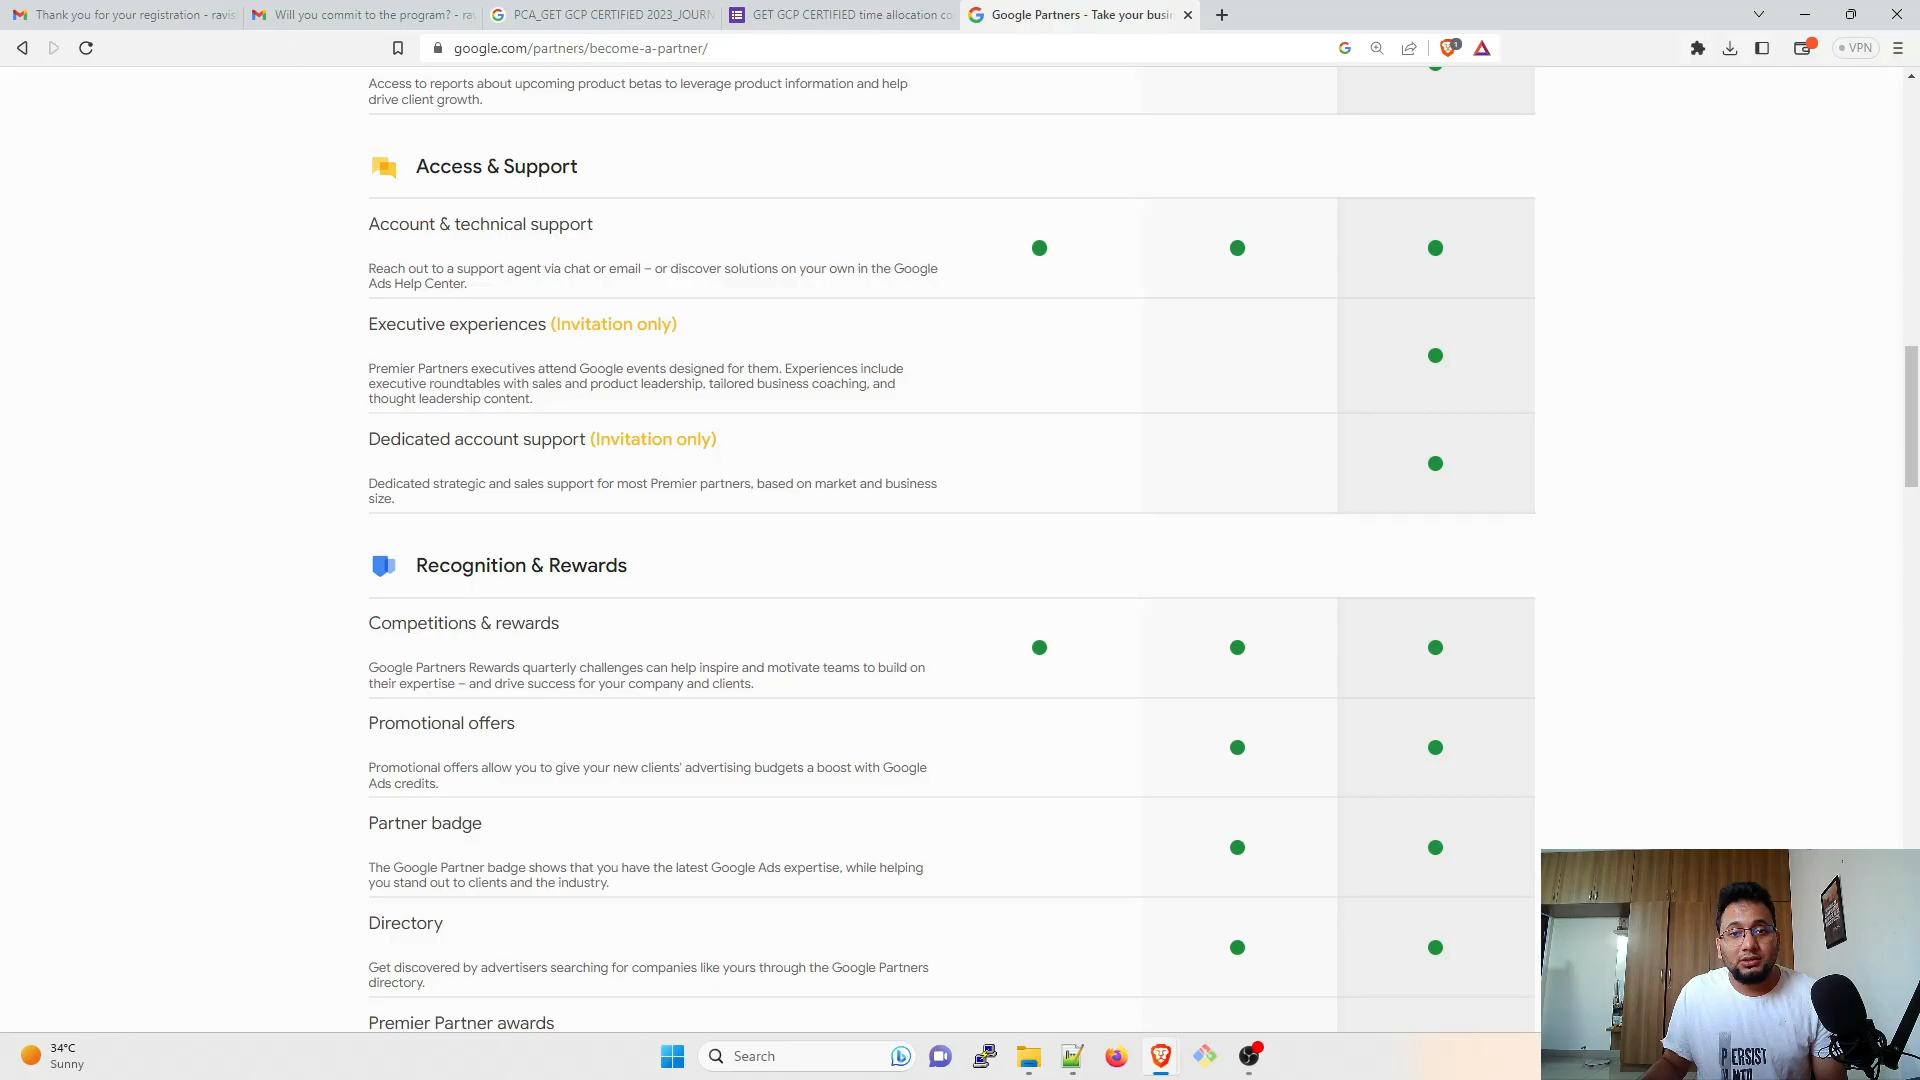 Thank you for your registration - ravis
Will you commit to the program? - ra
PCA_GET GCP CERTIFIED 2023_JOURN
GET GCP CERTIFIED time allocation co
Google Partners - Take your busin
google.com/partners/become-a-partner/
1
VPN
Access to reports about upcoming product betas to leverage product information and help
drive client growth.
Access & Support
Account & technical support
Reach out to a support agent via chat or email – or discover solutions on your own in the Google
Ads Help Center.
Executive experiences (Invitation only)
Premier Partners executives attend Google events designed for them. Experiences include
executive roundtables with sales and product leadership, tailored business coaching, and
thought leadership content.
Dedicated account support (Invitation only)
Dedicated strategic and sales support for most Premier partners, based on market and business
size.
Recognition & Rewards
Competitions & rewards
Google Partners Rewards quarterly challenges can help inspire and motivate teams to build on
their expertise – and drive success for your company and clients.
Promotional offers
Promotional offers allow you to give your new clients' advertising budgets a boost with Google
Ads credits.
Partner badge
The Google Partner badge shows that you have the latest Google Ads expertise, while helping
you stand out to clients and the industry.
Directory
Get discovered by advertisers searching for companies like yours through the Google Partners
directory.
Premier Partner awards
PERSIST
34°C
Sunny
Search